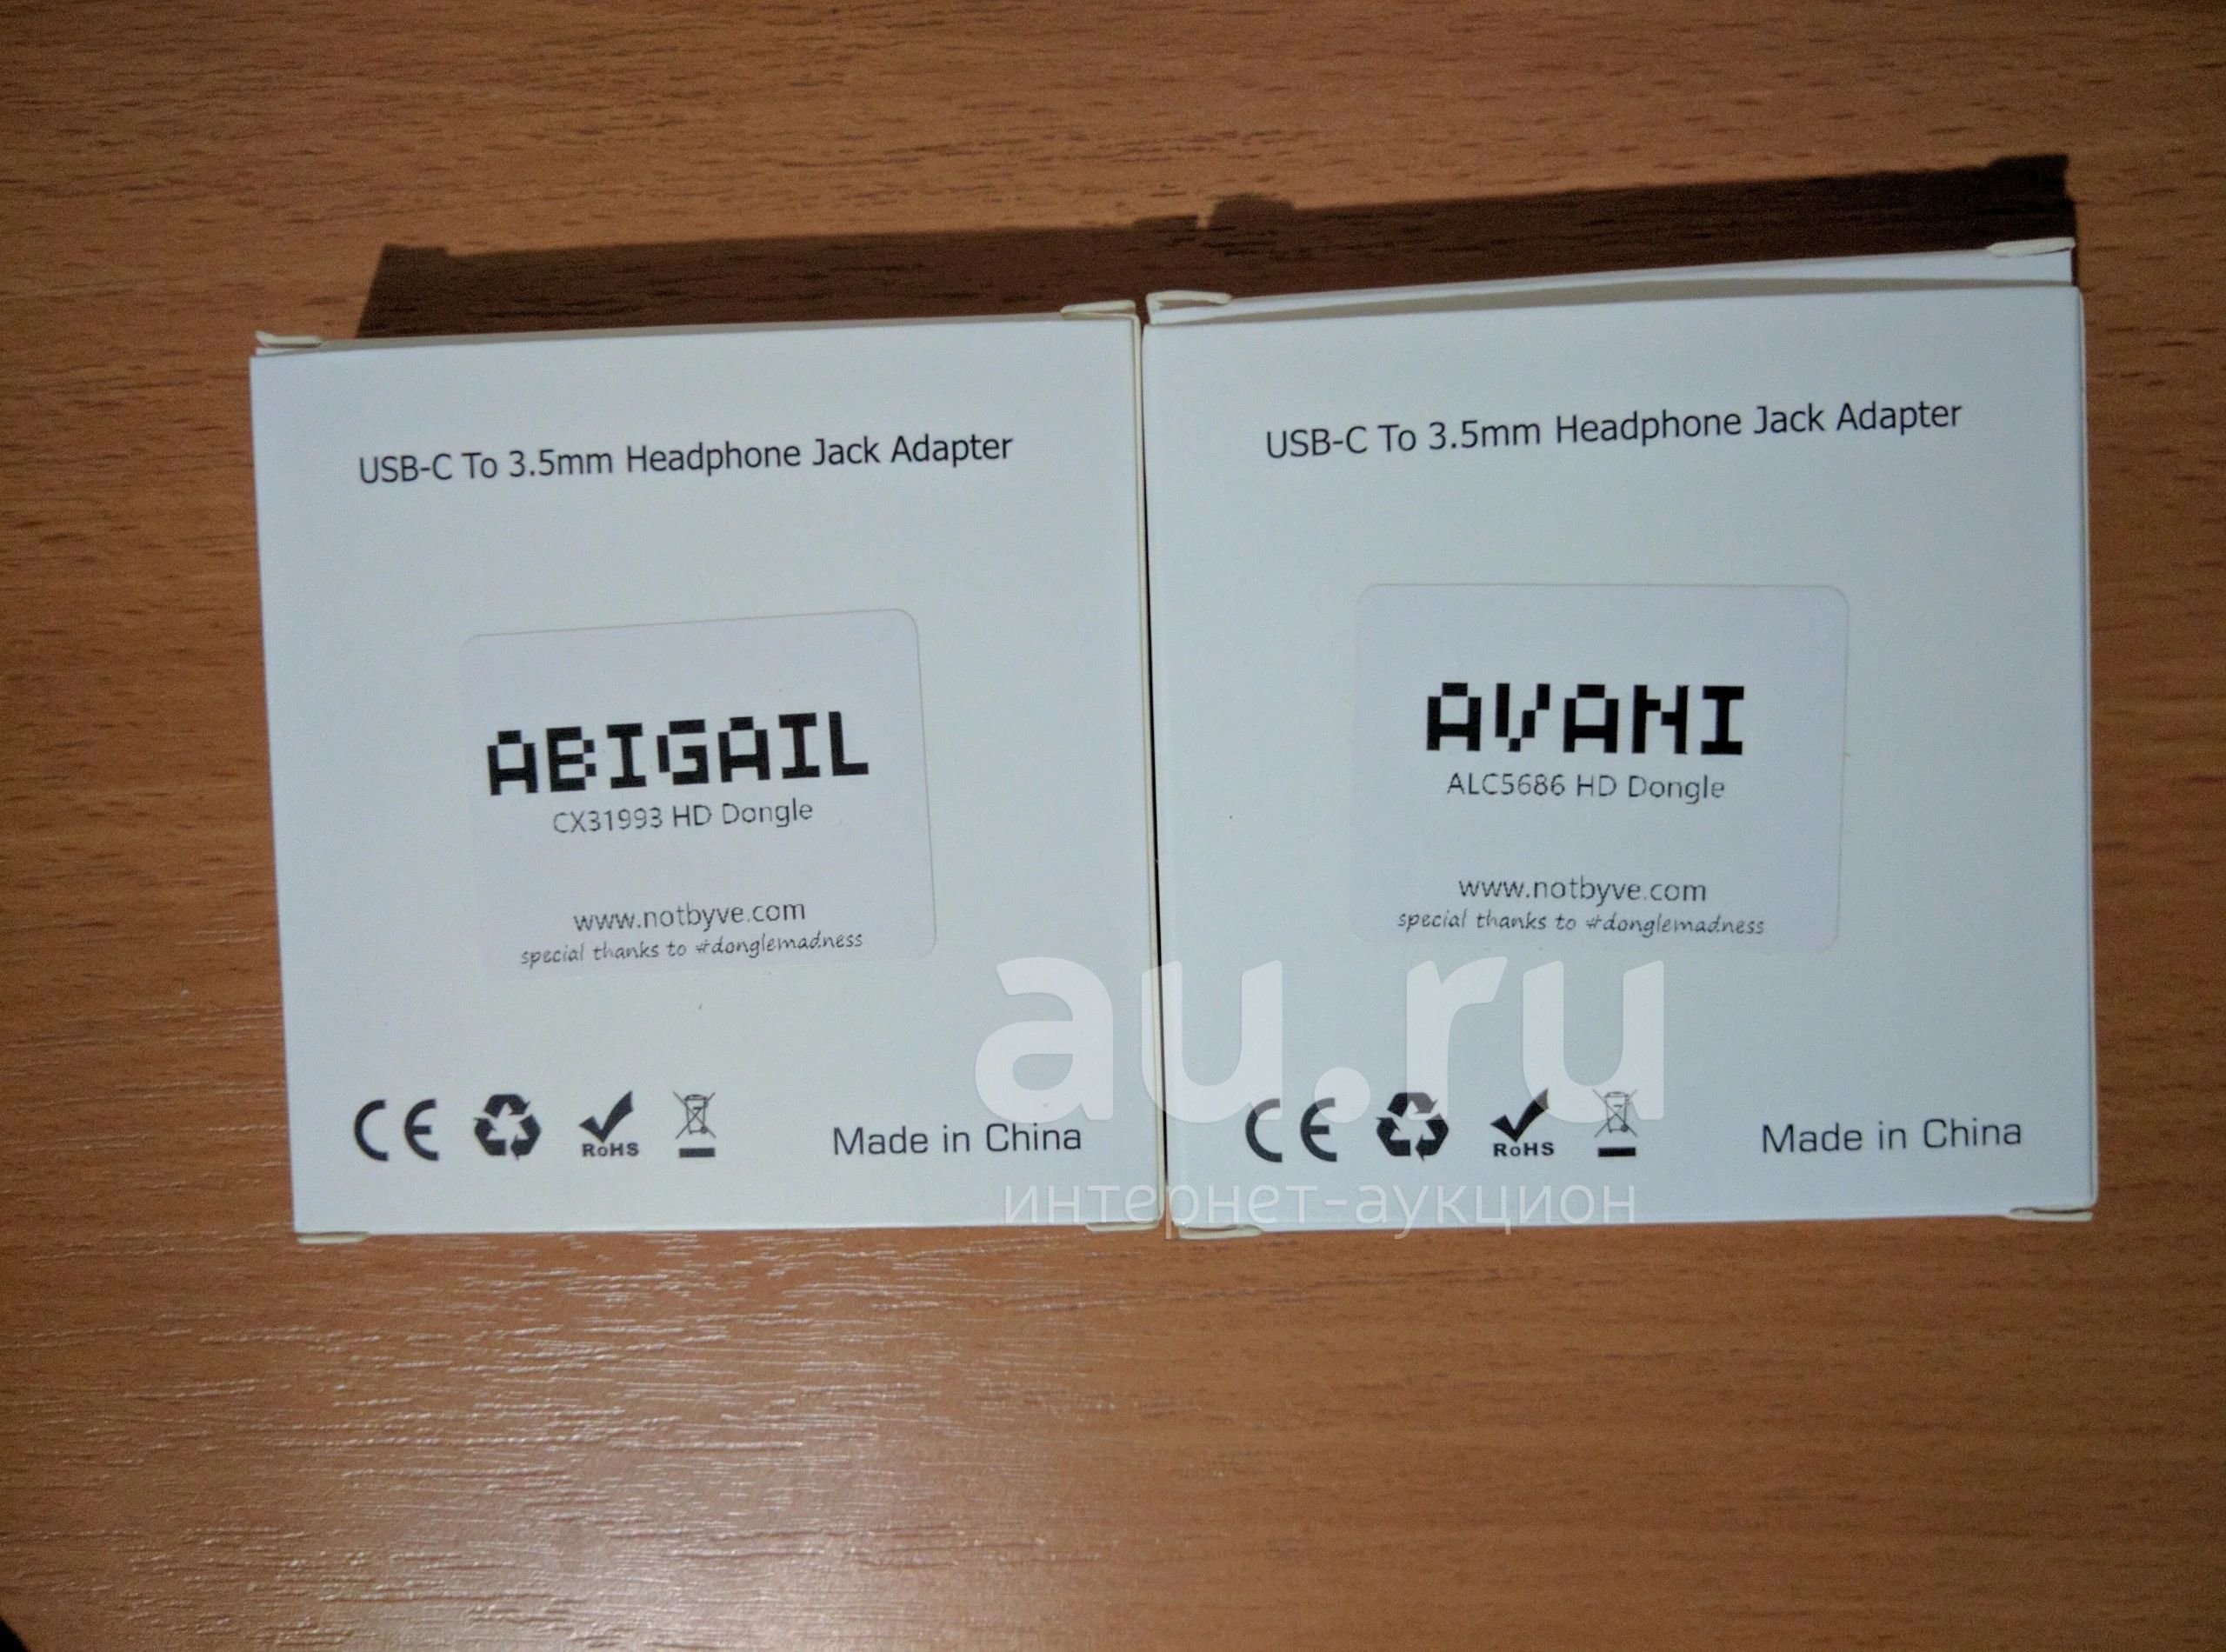 USB-C To 3.5mm Headphone Jack Adapter
ABIGAIL
CX31993 HD Dongle
www.notbyve.com
special thanks to #donglemadness
CE
RoHS
Made in China
USB-C To 3.5mm Headphone Jack Adapter
AVANI
ALC5686 HD Dongle
www.notbyve.com
special thanks to #donglemadness
CE
RoHS
Made in China
au.ru
интернет-аукцион